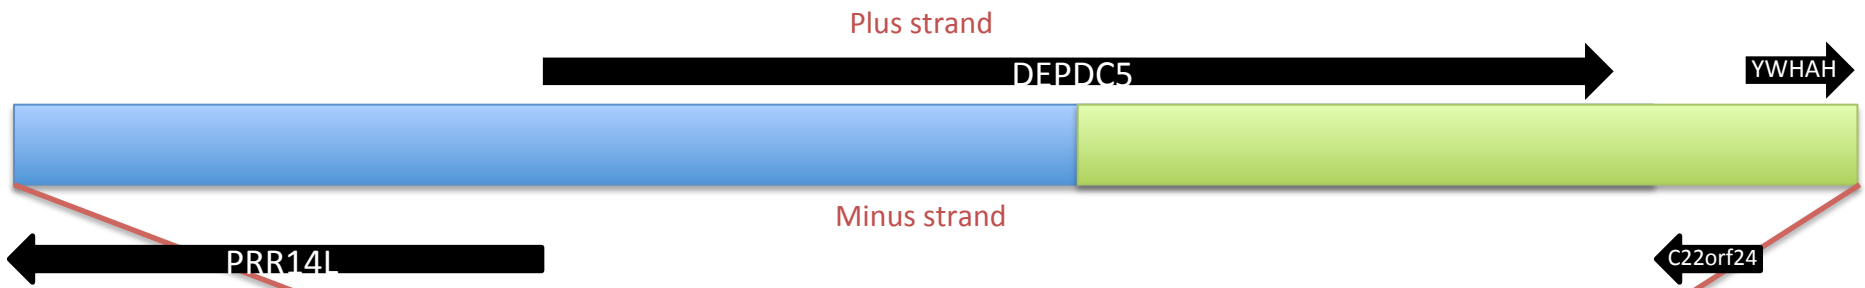 Plus strand
DEPDC5
YWHAH
Minus strand
PRR14L
C22orf24